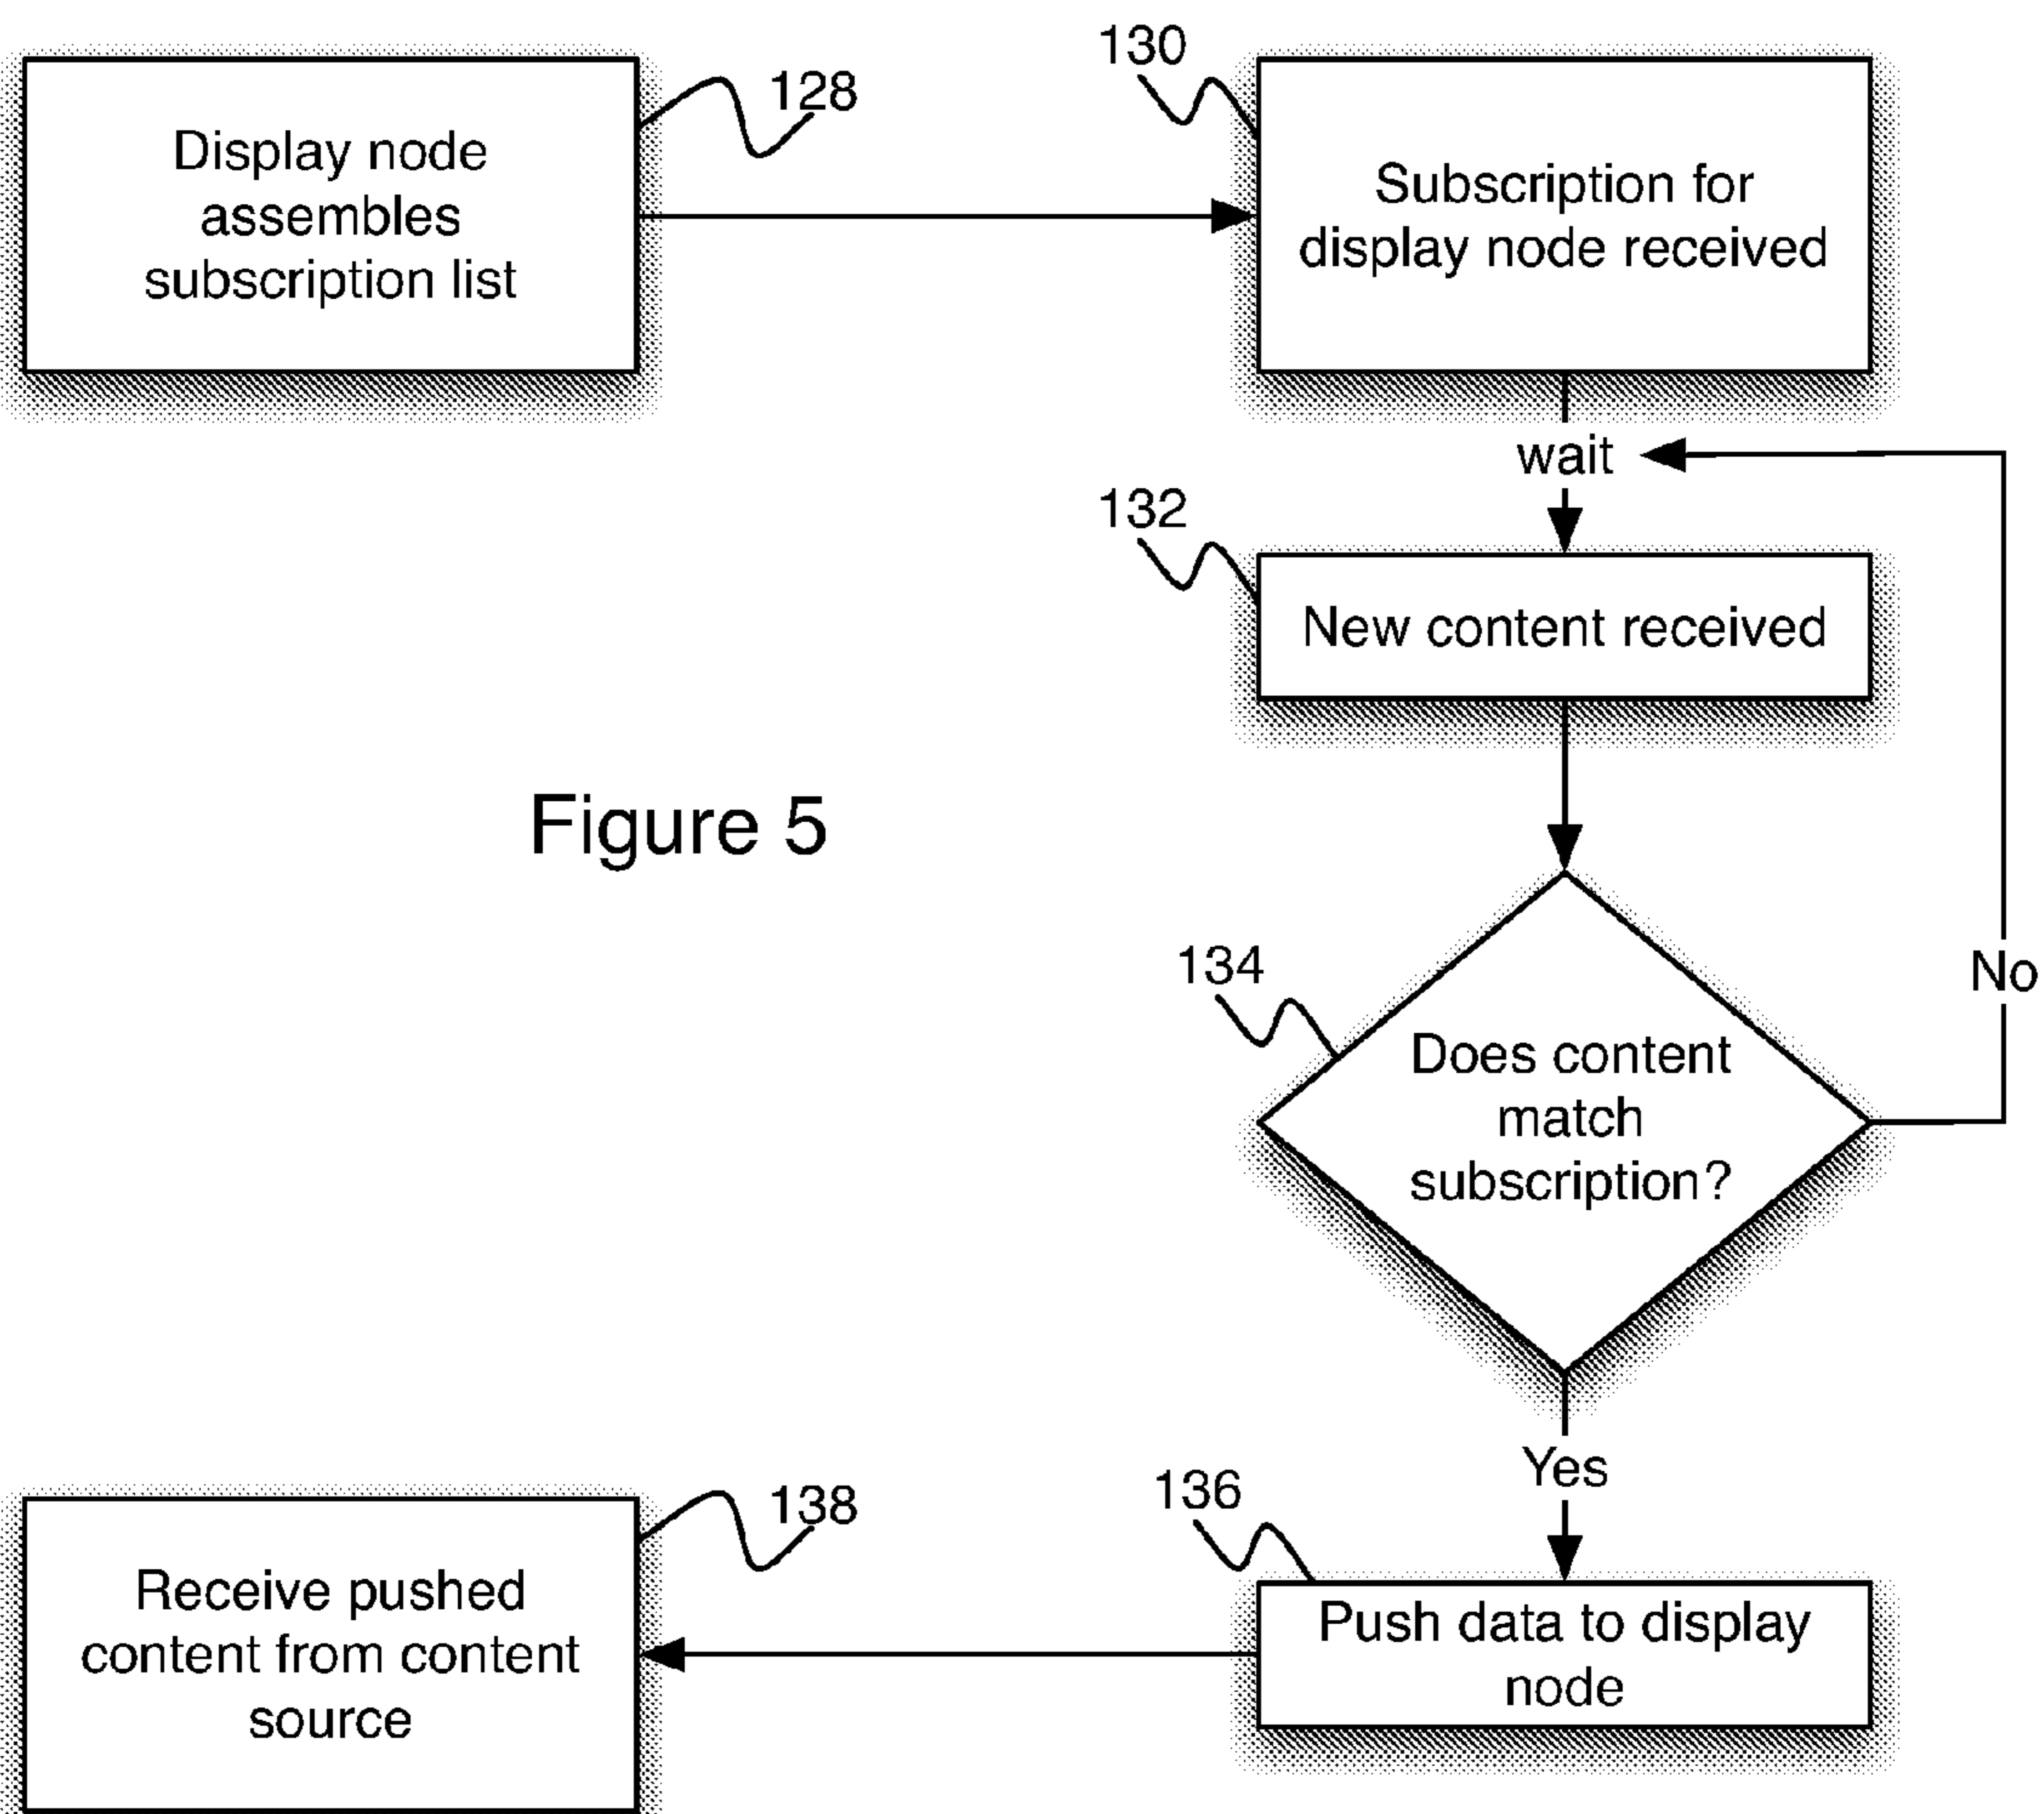 Display node
assembles
subscription list
128
130
Subscription for
display node received
wait
132
New content received
Figure 5
134
Does content
match
subscription?
No
Yes
136
Push data to display
node
138
Receive pushed
content from content
source